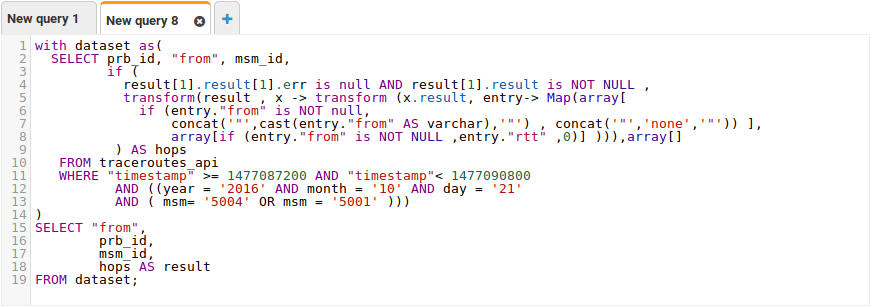 New query 1 New query 8 +
1 with dataset as(
2   SELECT prb_id, "from", msm_id,
3          if (
4            result[1].result[1].err is null AND result[1].result is NOT NULL ,
5            transform(result , x -> transform (x.result, entry-> Map(array[
6              if (entry."from" is NOT null,
7                  concat('"',cast(entry."from" AS varchar),'"') , concat('"','none','"')) ],
8                  array[if (entry."from" is NOT NULL ,entry."rtt" ,0)] ))),array[]
9           ) AS hops
10    FROM traceroutes_api
11    WHERE "timestamp" >= 1477087200 AND "timestamp"< 1477090800
12           AND ((year = '2016' AND month = '10' AND day = '21'
13           AND ( msm= '5004' OR msm = '5001' )))
14 )
15 SELECT "from",
16         prb_id,
17         msm_id,
18         hops AS result
19 FROM dataset;